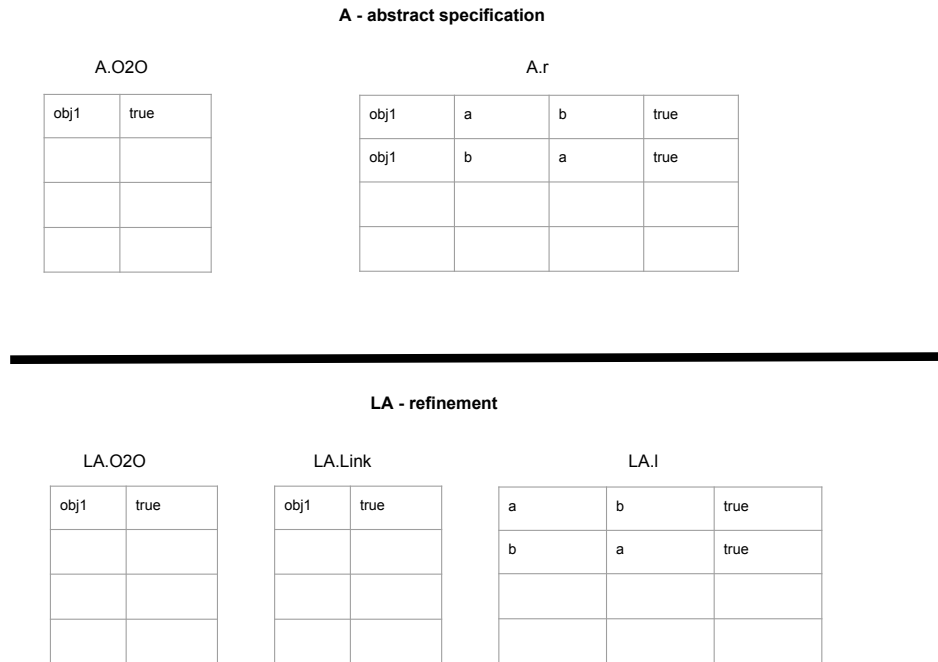 A - abstract specification
A.O2O A.r
obj1 true obj1 a b true
obj1 b a true
LA - refinement
LA.O2O LA.Link LA.l
obj1 true obj1 true a b true
b a true